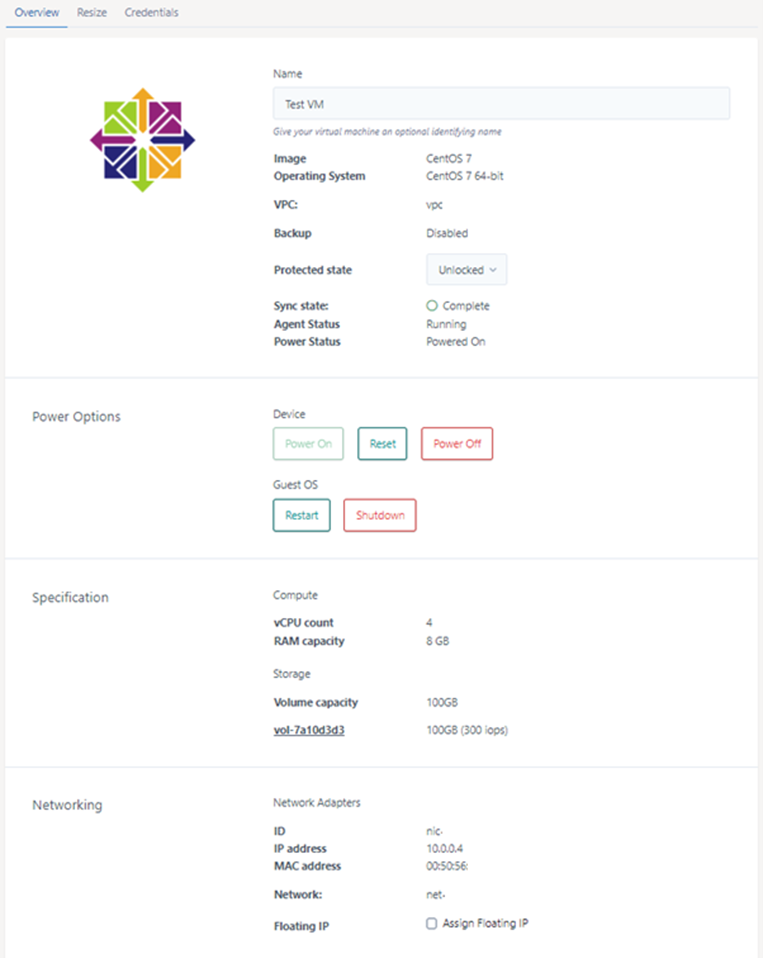 Overview Resize Credentials
Name
Test VM
Give your virtual machine an optional identifying name
Image CentOS 7
Operating System CentOS 7 64-bit
VPC: vpc
Backup Disabled
Protected state Unlocked
Sync state: Complete
Agent Status Running
Power Status Powered On
Power Options Device
Power On Reset Power Off
Guest OS
Restart Shutdown
Specification Compute
vCPU count 4
RAM capacity 8 GB
Storage
Volume capacity 100GB
vol-7a10d3d3 100GB (300 iops)
Networking Network Adapters
ID nic-
IP address 10.0.0.4
MAC address 00:50:56:
Network: net-
Floating IP Assign Floating IP